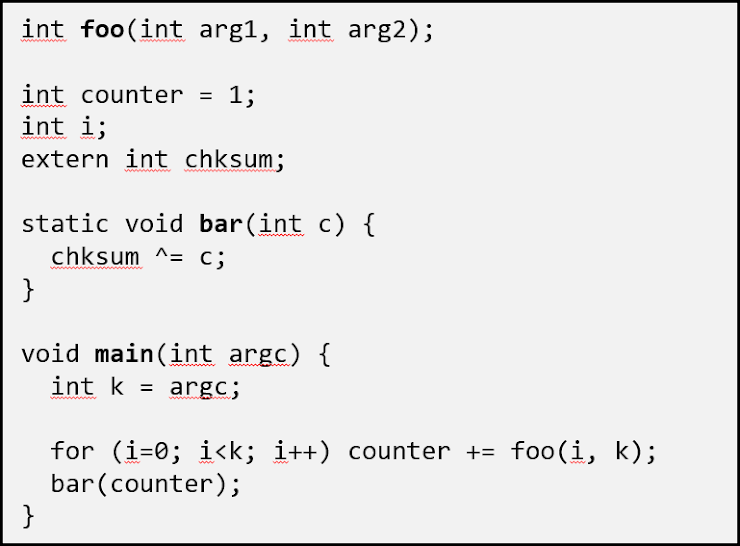 int foo(int arg1, int arg2);
int counter = 1;
int i;
extern int chksum;
static void bar(int c) {
chksum ^= c;
}
void main(int argc) {
int k = argc;
for (i=0; i<k; i++) counter += foo(i, k);
bar(counter);
}